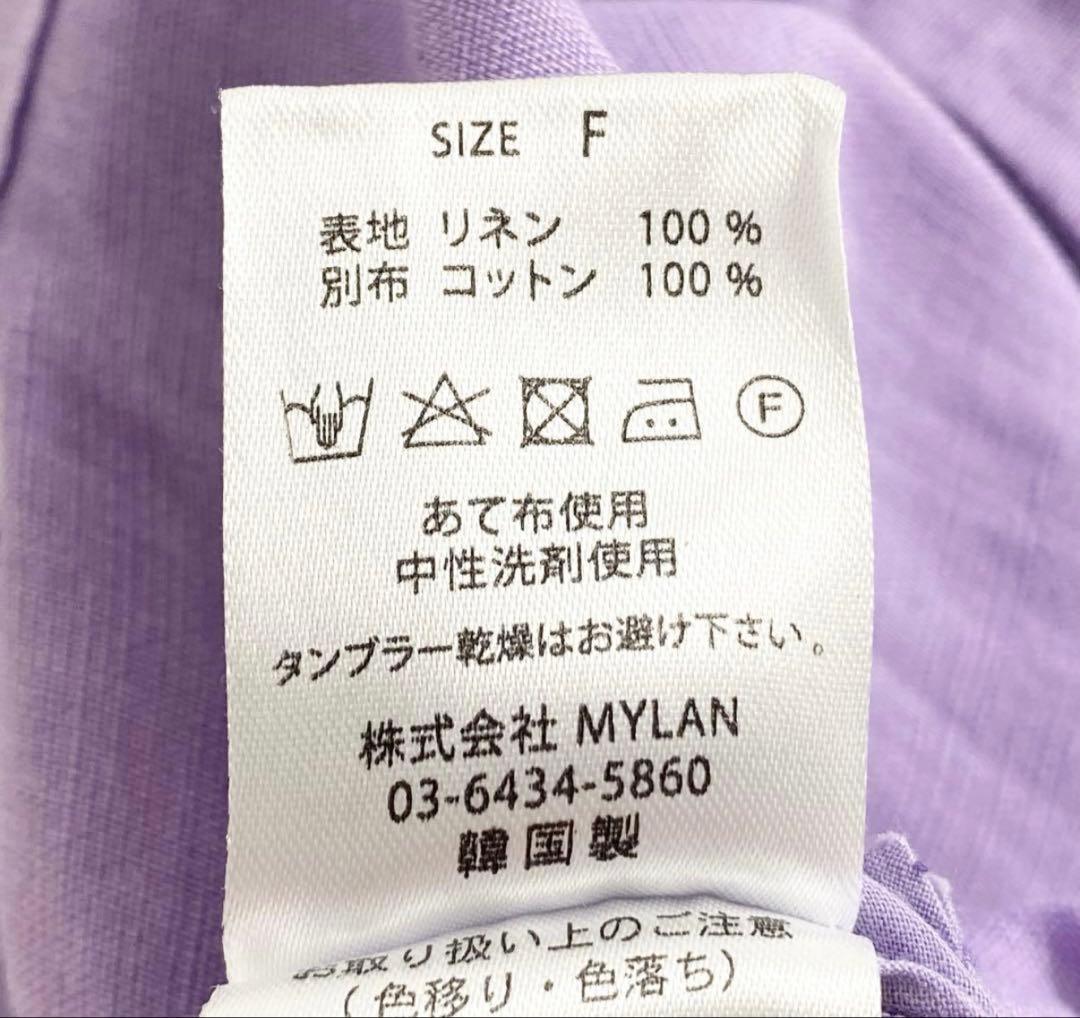 SIZE F
表地 リネン 100 %
別布 コットン 100 %
F
あて布使用
中性洗剤使用
タンブラー乾燥はお避け下さい。
株式会社 MYLAN
03-6434-5860
韓国製
お取り扱い上のご注意
(色移り・色落ち)